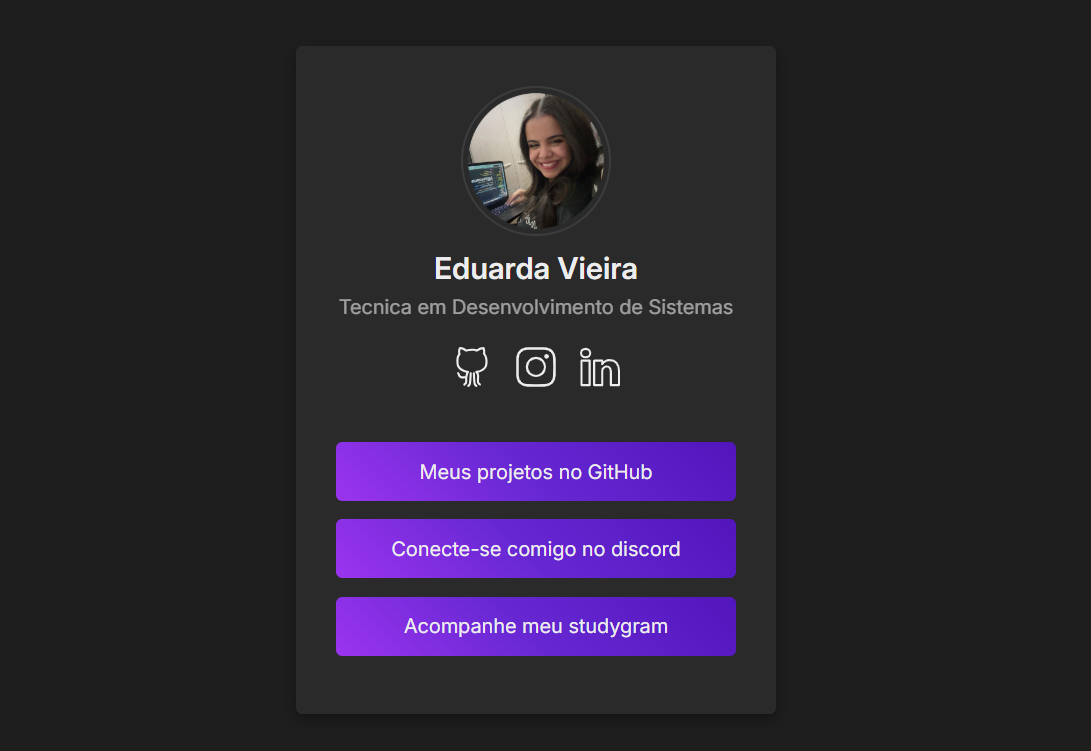 Eduarda Vieira
Tecnica em Desenvolvimento de Sistemas
in
Meus projetos no GitHub
Conecte-se comigo no discord
Acompanhe meu studygram